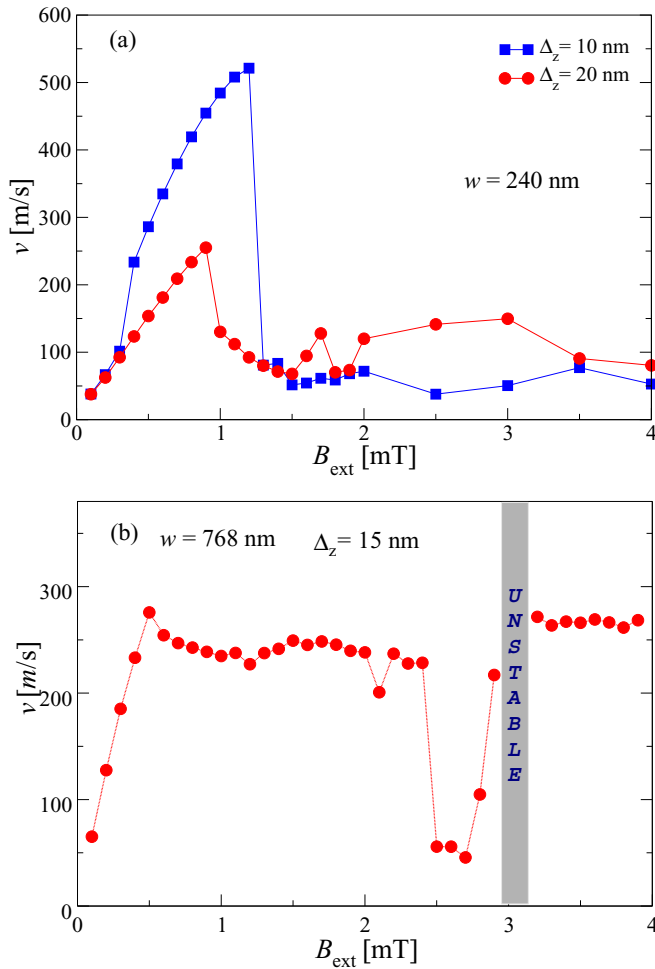 (a)
Δz = 10 nm
Δz = 20 nm
w = 240 nm
v [m/s]
600
500
400
300
200
100
0
0 1 2 3 4
Bext [mT]
(b) w = 768 nm Δz = 15 nm
UNSTABLE
v [m/s]
300
200
100
0
0 1 2 3 4
Bext [mT]